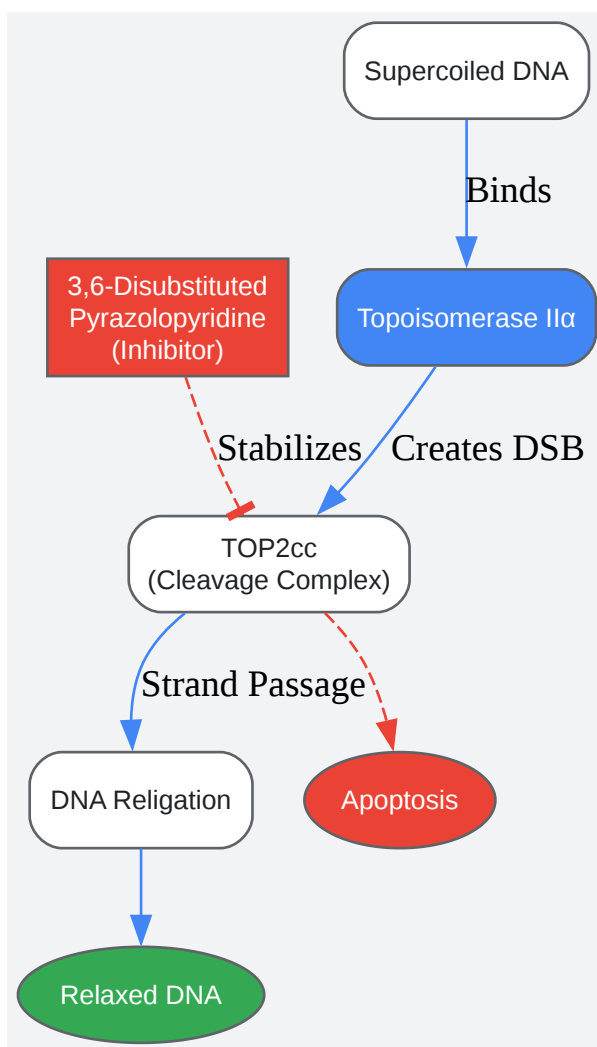 Supercoiled DNA
Binds
3,6-Disubstituted
Pyrazolopyridine
(Inhibitor)
Topoisomerase IIα
Stabilizes
Creates DSB
TOP2cc
(Cleavage Complex)
Strand Passage
DNA Religation
Apoptosis
Relaxed DNA